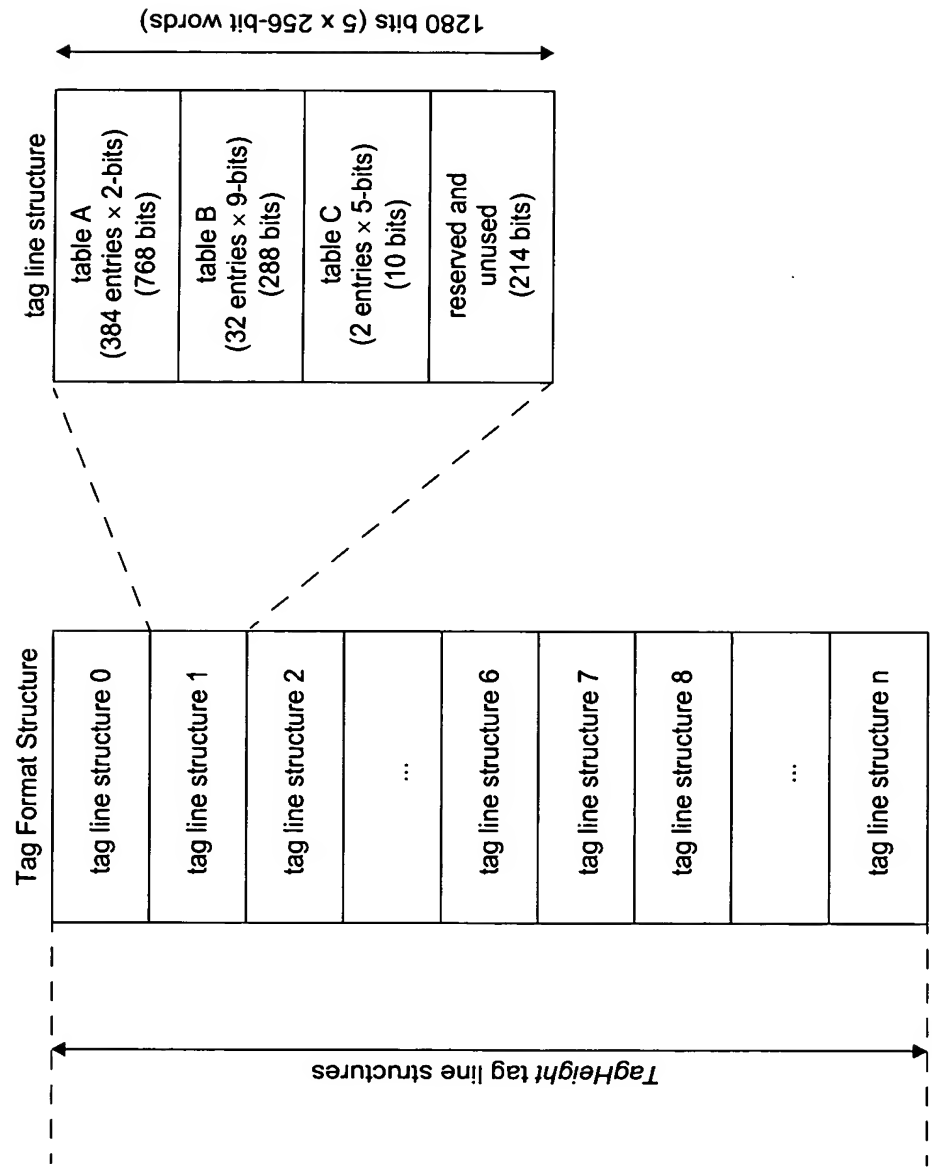 Tag Format Structure
tag line structure 0
tag line structure 1
tag line structure 2
...
tag line structure 6
tag line structure 7
tag line structure 8
...
tag line structure n
TagHeight tag line structures
tag line structure
table A
(384 entries × 2-bits)
(768 bits)
table B
(32 entries × 9-bits)
(288 bits)
table C
(2 entries × 5-bits)
(10 bits)
reserved and
unused
(214 bits)
1280 bits (5 x 256-bit words)